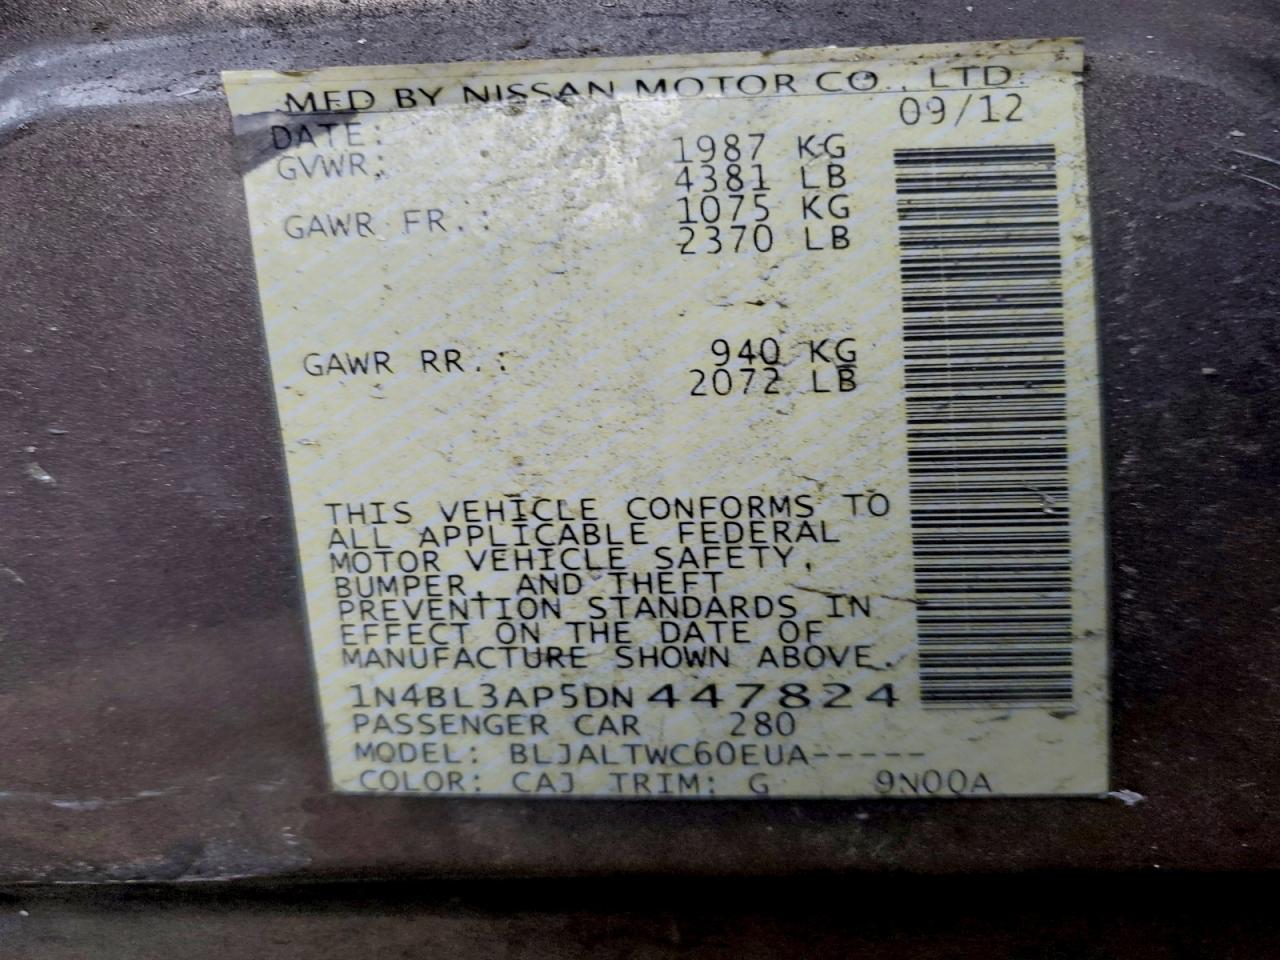 MFD BY NISSAN MOTOR CO., LTD.
DATE: 09/12
GVWR: 1987 KG
4381 LB
GAWR FR.: 1075 KG
2370 LB
GAWR RR.: 940 KG
2072 LB
THIS VEHICLE CONFORMS TO
ALL APPLICABLE FEDERAL
MOTOR VEHICLE SAFETY,
BUMPER, AND THEFT
PREVENTION STANDARDS IN
EFFECT ON THE DATE OF
MANUFACTURE SHOWN ABOVE.
1N4BL3AP5DN447824
PASSENGER CAR 280
MODEL: BLJALTWC60EUA-----
COLOR: CAJ TRIM: G 9N00A